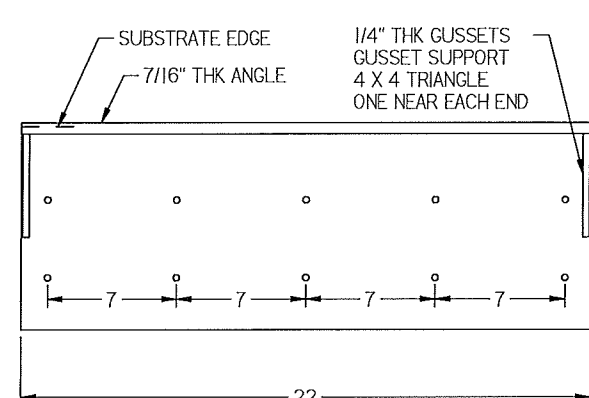 SUBSTRATE EDGE
7/16" THK ANGLE
1/4" THK GUSSETS
GUSSET SUPPORT
4 X 4 TRIANGLE
ONE NEAR EACH END
7 7 7 7